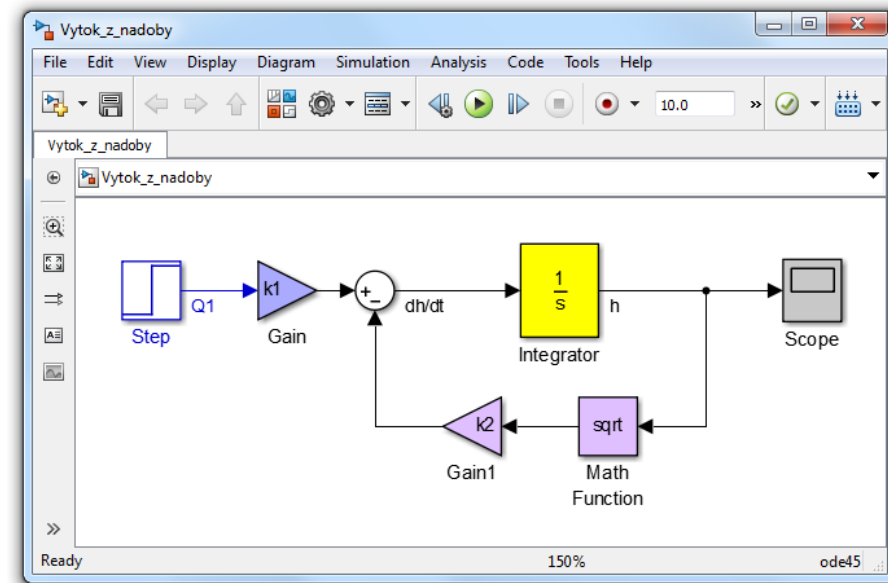 Vytok_z_nadoby
File Edit View Display Diagram Simulation Analysis Code Tools Help
10.0 »
Vytok_z_nadoby
Vytok_z_nadoby
k1 + - 1 s
Q1 dh/dt h
Step Gain Integrator Scope
k2 sqrt
Gain1 Math
Function
»
Ready 150% ode45